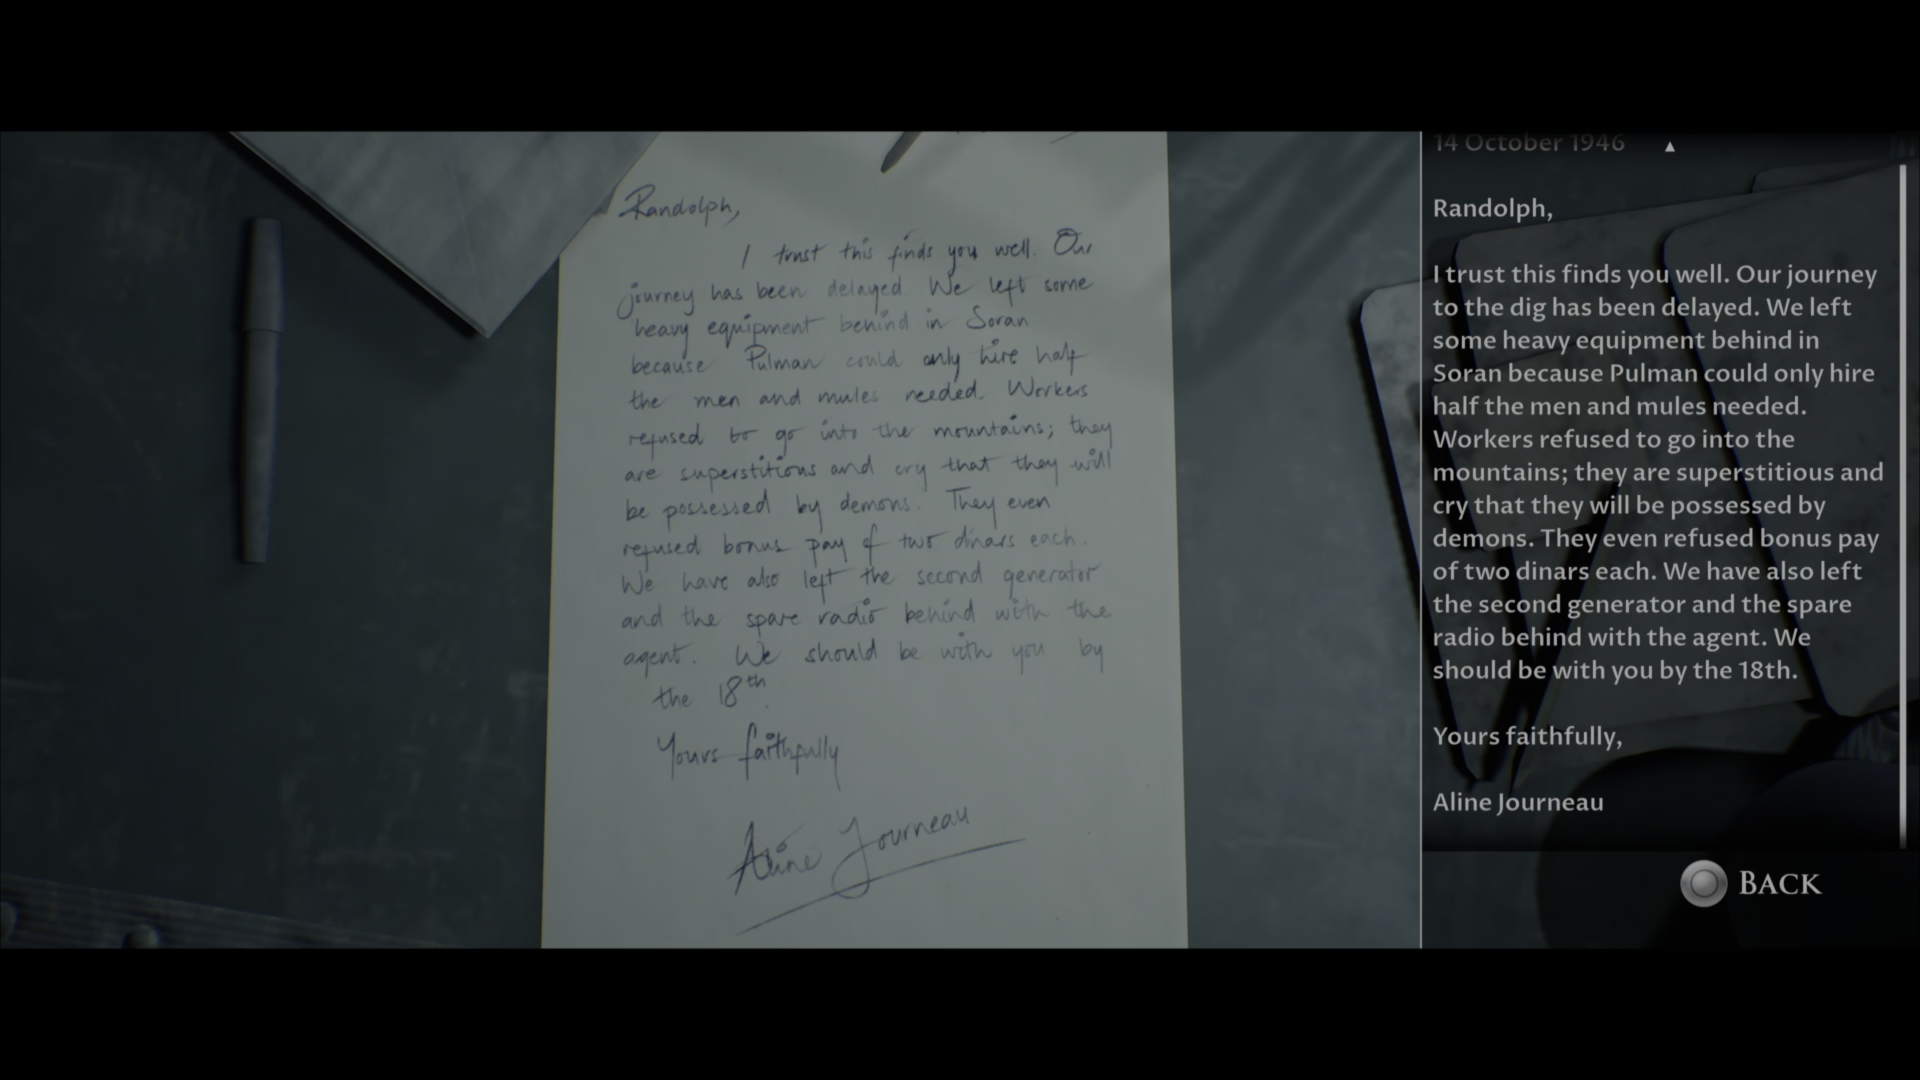 Randolph,
I trust this finds you well. Our
journey has been delayed We left some
heavy equipment behind in Soran
because Pulman could only hire half
the men and mules needed. Workers
refused to go into the mountains; they
are superstitious and cry that they will
be possessed by demons. They even
refused bonus pay of two dinars each.
We have also left the second generator
and the spare radio behind with the
agent. We should be with you by
the 18th.
Yours faithfully
Aline Journeau
14 October 1946
Randolph,
I trust this finds you well. Our journey
to the dig has been delayed. We left
some heavy equipment behind in
Soran because Pulman could only hire
half the men and mules needed.
Workers refused to go into the
mountains; they are superstitious and
cry that they will be possessed by
demons. They even refused bonus pay
of two dinars each. We have also left
the second generator and the spare
radio behind with the agent. We
should be with you by the 18th.
Yours faithfully,
Aline Journeau
BACK